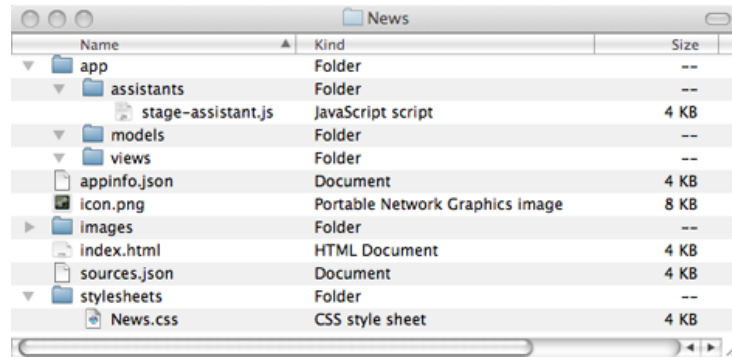 News
Name Kind Size
app Folder --
assistants Folder --
stage-assistant.js JavaScript script 4 KB
models Folder --
views Folder --
appinfo.json Document 4 KB
icon.png Portable Network Graphics image 8 KB
images Folder --
index.html HTML Document 4 KB
sources.json Document 4 KB
stylesheets Folder --
News.css CSS style sheet 4 KB